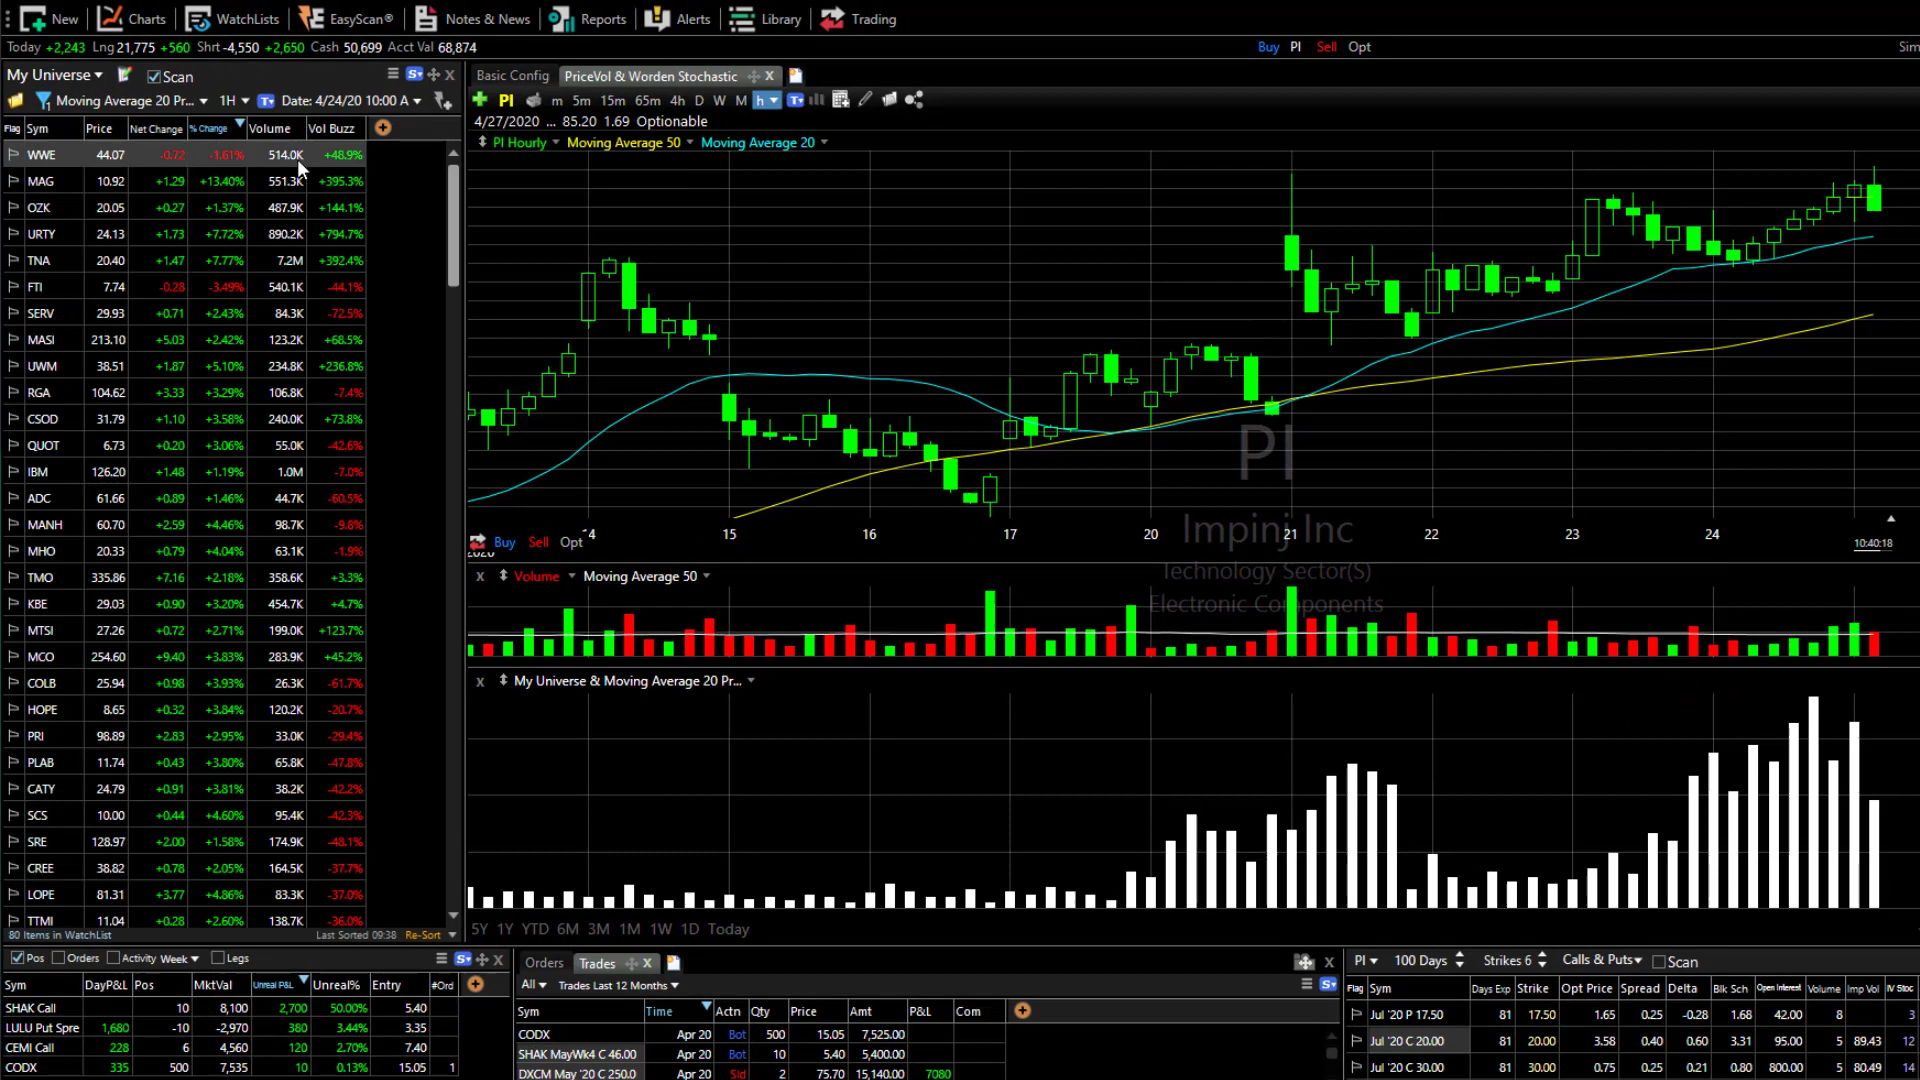 New Charts WatchLists EasyScan® Notes & News Reports Alerts Library Trading
Today +2,243 Lng 21,775 +560 Shrt -4,550 +2,650 Cash 50,699 Acct Val 68,874 Buy PI Sell Opt Sim
My Universe Scan
Basic Config PriceVol & Worden Stochastic X
Moving Average 20 Pr... 1H T Date: 4/24/20 10:00 A
PI m 5m 15m 65m 4h D W M h T
4/27/2020 ... 85.20 1.69 Optionable
Flag Sym Price Net Change % Change Volume Vol Buzz
PI Hourly Moving Average 50 Moving Average 20
WWE 44.07 -0.72 -1.61% 514.0K +48.9%
MAG 10.92 +1.29 +13.40% 551.3K +395.3%
OZK 20.05 +0.27 +1.37% 487.9K +144.1%
URTY 24.13 +1.73 +7.72% 890.2K +794.7%
TNA 20.40 +1.47 +7.77% 7.2M +392.4%
FTI 7.74 -0.28 -3.49% 540.1K -44.1%
SERV 29.93 +0.71 +2.43% 84.3K -72.5%
MASI 213.10 +5.03 +2.42% 123.2K +68.5%
UWM 38.51 +1.87 +5.10% 234.8K +236.8%
RGA 104.62 +3.33 +3.29% 106.8K -7.4%
CSOD 31.79 +1.10 +3.58% 240.0K +73.8%
QUOT 6.73 +0.20 +3.06% 55.0K -42.6%
IBM 126.20 +1.48 +1.19% 1.0M -7.0%
ADC 61.66 +0.89 +1.46% 44.7K -60.5%
MANH 60.70 +2.59 +4.46% 98.7K -9.8%
MHO 20.33 +0.79 +4.04% 63.1K -1.9%
TMO 335.86 +7.16 +2.18% 358.6K +3.3%
KBE 29.03 +0.90 +3.20% 454.7K +4.7%
MTSI 27.26 +0.72 +2.71% 199.0K +123.7%
MCO 254.60 +9.40 +3.83% 283.9K +45.2%
COLB 25.94 +0.98 +3.93% 26.3K -61.7%
HOPE 8.65 +0.32 +3.84% 120.2K -20.7%
PRI 98.89 +2.83 +2.95% 33.0K -29.4%
PLAB 11.74 +0.43 +3.80% 65.8K -47.8%
CATY 24.79 +0.91 +3.81% 38.2K -42.2%
SCS 10.00 +0.44 +4.60% 95.4K -42.3%
SRE 128.97 +2.00 +1.58% 174.9K -48.1%
CREE 38.82 +0.78 +2.05% 164.5K -37.7%
LOPE 81.31 +3.77 +4.86% 83.3K -37.0%
TTMI 11.04 +0.28 +2.60% 138.7K -36.0%
80 Items in WatchList Last Sorted 09:38 Re-Sort
PI
Impinj Inc
Technology Sector(S)
Electronic Components
4 15 16 17 20 21 22 23 24
Buy Sell Opt
2020
10:40:18
X Volume Moving Average 50
X My Universe & Moving Average 20 Pr...
5Y 1Y YTD 6M 3M 1M 1W 1D Today
Pos Orders Activity Week Legs
Sym DayP&L Pos MktVal Unreal P&L Unreal% Entry #Ord
SHAK Call 10 8,100 2,700 50.00% 5.40
LULU Put Spre 1,680 -10 -2,970 380 3.44% 3.35
CEMI Call 228 6 4,560 120 2.70% 7.40
CODX 335 500 7,535 10 0.13% 15.05 1
Orders Trades X
All Trades Last 12 Months
Sym Time Actn Qty Price Amt P&L Com
CODX Apr 20 Bot 500 15.05 7,525.00
SHAK MayWk4 C 46.00 Apr 20 Bot 10 5.40 5,400.00
DXCM May '20 C 250.0 Apr 20 Sld 2 75.70 15,140.00 7080
PI 100 Days Strikes 6 Calls & Puts Scan
Flag Sym Days Exp Strike Opt Price Spread Delta Blk Sch Open Interest Volume Imp Vol IV Stoc
Jul '20 P 17.50 81 17.50 1.65 0.25 -0.28 1.68 42.00 8 3
Jul '20 C 20.00 81 20.00 3.58 0.40 0.60 3.31 95.00 5 89.43 12
Jul '20 C 30.00 81 30.00 0.75 0.25 0.21 0.80 800.00 5 80.49 14